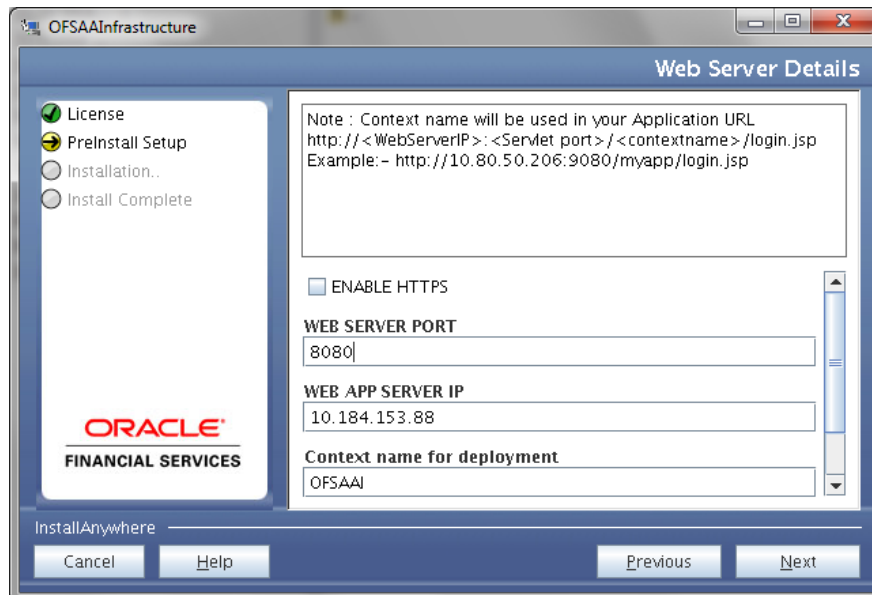 OFSAAInfrastructure
Web Server Details
License
PreInstall Setup
Installation..
Install Complete
ORACLE
FINANCIAL SERVICES
Note : Context name will be used in your Application URL
http://<WebServerIP>:<Servlet port>/<contextname>/login.jsp
Example:- http://10.80.50.206:9080/myapp/login.jsp
ENABLE HTTPS
WEB SERVER PORT
8080
WEB APP SERVER IP
10.184.153.88
Context name for deployment
OFSAAI
InstallAnywhere
Cancel
Help
Previous
Next